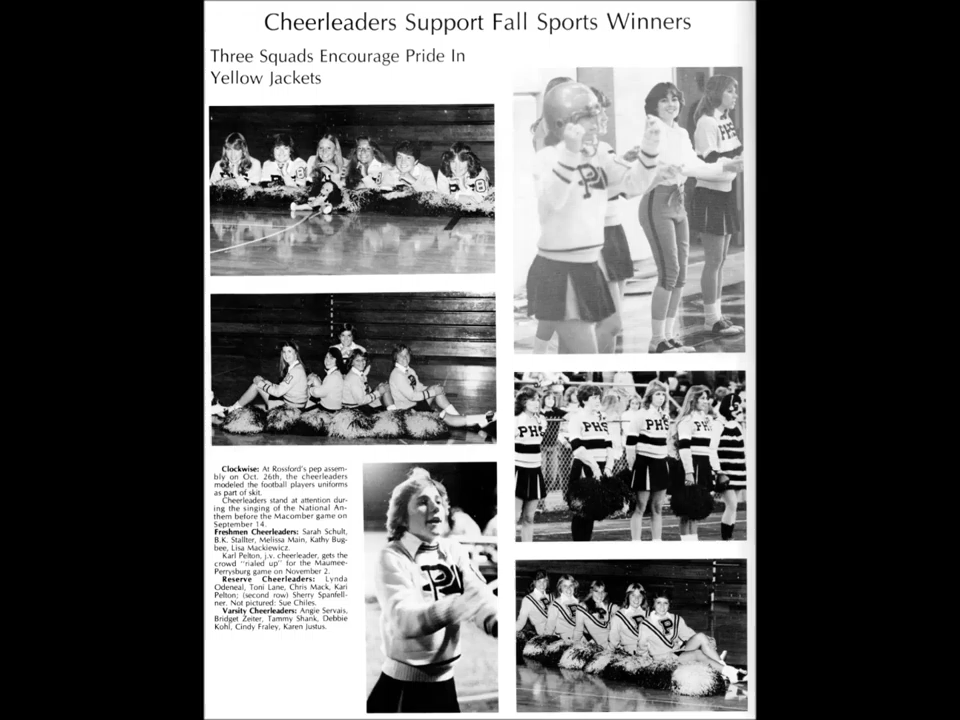 Cheerleaders Support Fall Sports Winners
Three Squads Encourage Pride In
Yellow Jackets
P
8
8
P
PHS
P
PHS
PHS
PHS
PH
Clockwise: At Rossford's pep assem-
bly on Oct. 26th, the cheerleaders
modeled the football players uniforms
as part of skit.
Cheerleaders stand at attention dur-
ing the singing of the National An-
them before the Macomber game on
September 14.
Freshmen Cheerleaders: Sarah Schult,
B.K. Stallter, Melissa Main, Kathy Bug-
bee, Lisa Mackiewicz.
Karl Pelton, j.v. cheerleader, gets the
crowd "rialed up" for the Maumee-
Perrysburg game on November 2.
Reserve Cheerleaders: Lynda
Odeneal, Toni Lane, Chris Mack, Kari
Pelton; (second row) Sherry Spanfell-
ner. Not pictured: Sue Chiles.
Varsity Cheerleaders: Angie Servais,
Bridget Zeiter, Tammy Shank, Debbie
Kohl, Cindy Fraley, Karen Justus.
P
P